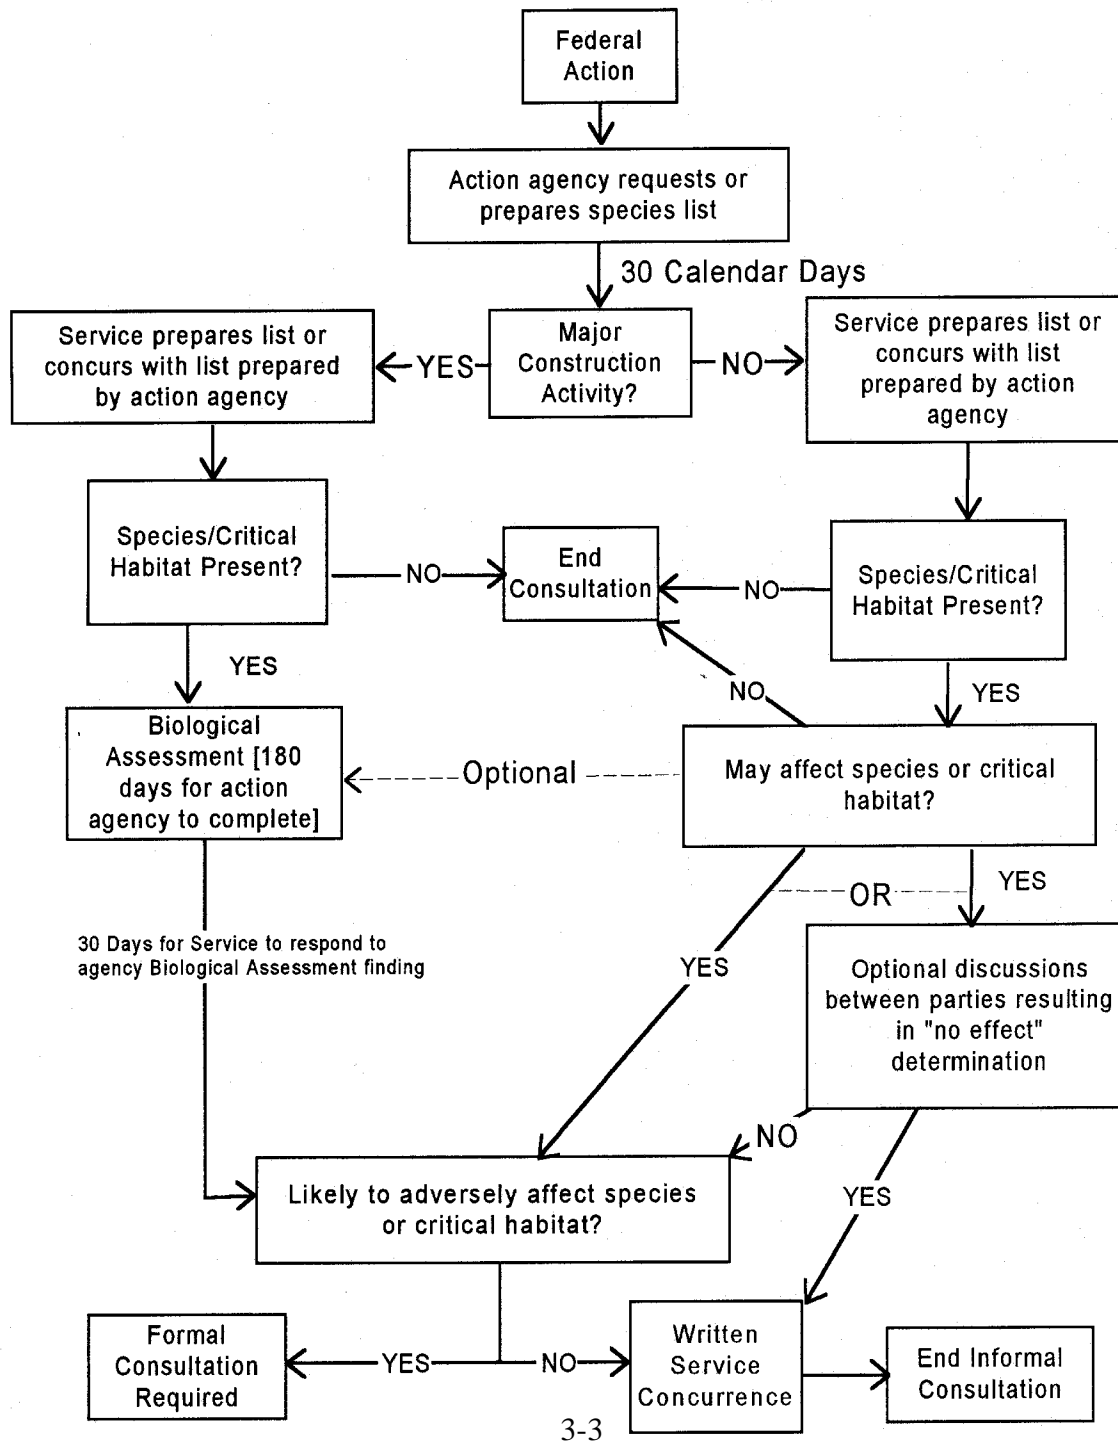 Federal
Action
Action agency requests or
prepares species list
30 Calendar Days
Service prepares list or
concurs with list prepared
by action agency
YES
Major
Construction
Activity?
NO
Service prepares list or
concurs with list
prepared by action
agency
Species/Critical
Habitat Present?
NO
End
Consultation
NO
Species/Critical
Habitat Present?
YES
NO
YES
Biological
Assessment [180
days for action
agency to complete]
Optional
May affect species or critical
habitat?
OR
YES
30 Days for Service to respond to
agency Biological Assessment finding
YES
Optional discussions
between parties resulting
in "no effect"
determination
NO
YES
Likely to adversely affect species
or critical habitat?
Formal
Consultation
Required
YES
NO
Written
Service
Concurrence
End Informal
Consultation
3-3